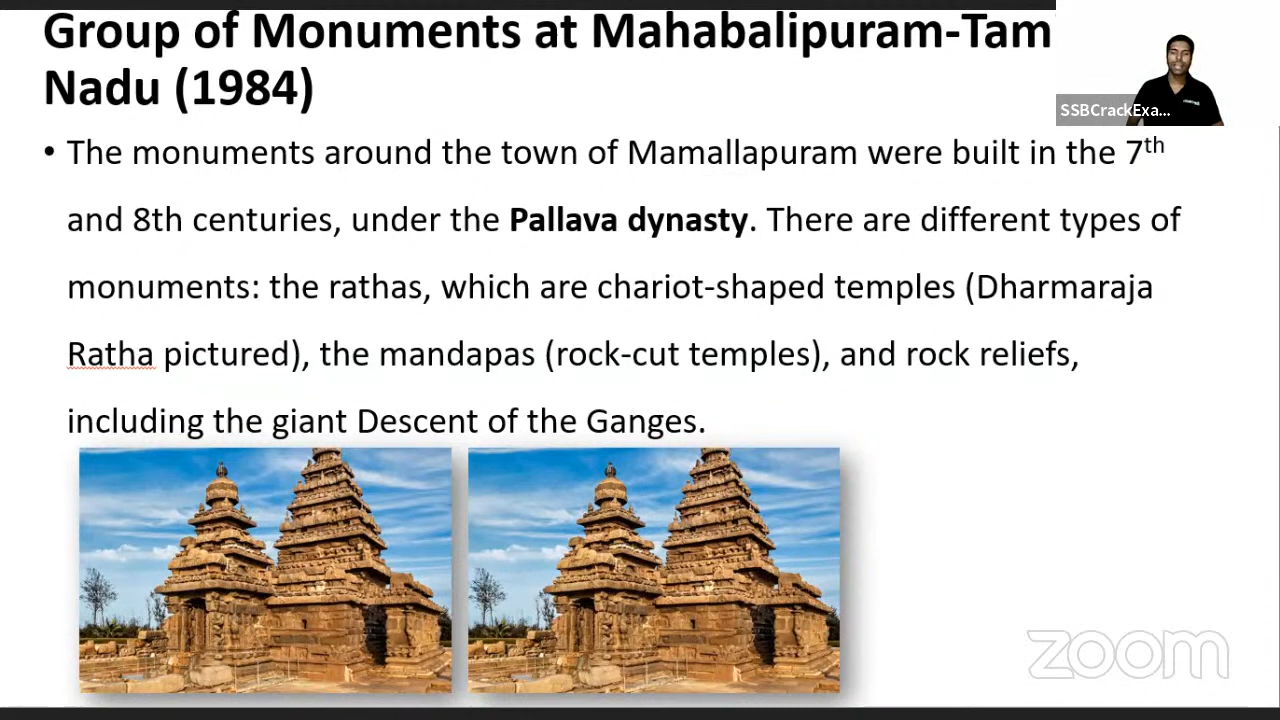 Group of Monuments at Mahabalipuram-Tam
Nadu (1984)
SSBCrackExa...
• The monuments around the town of Mamallapuram were built in the 7th
and 8th centuries, under the Pallava dynasty. There are different types of
monuments: the rathas, which are chariot-shaped temples (Dharmaraja
Ratha pictured), the mandapas (rock-cut temples), and rock reliefs,
including the giant Descent of the Ganges.
zoom